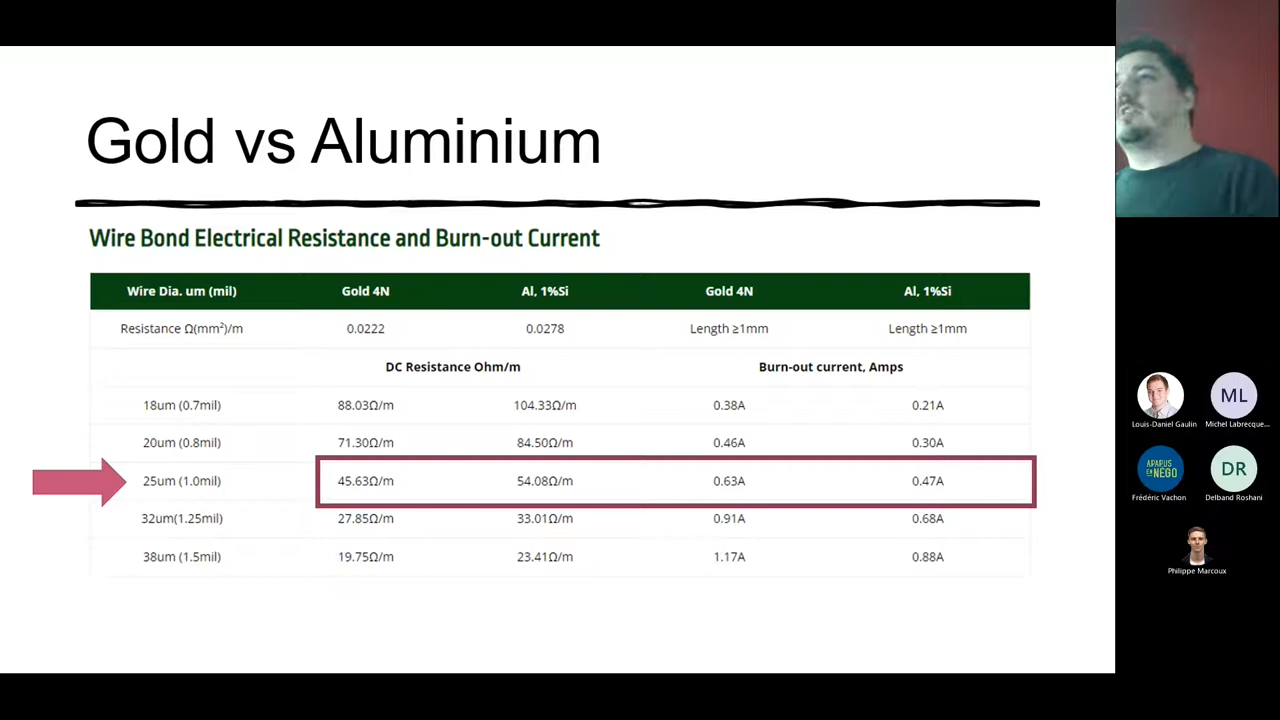 Gold vs Aluminium
Wire Bond Electrical Resistance and Burn-out Current
Wire Dia. um (mil) Gold 4N Al, 1%Si Gold 4N Al, 1%Si
Resistance Ω(mm²)/m 0.0222 0.0278 Length ≥1mm Length ≥1mm
DC Resistance Ohm/m Burn-out current, Amps
18um (0.7mil) 88.03Ω/m 104.33Ω/m 0.38A 0.21A
20um (0.8mil) 71.30Ω/m 84.50Ω/m 0.46A 0.30A
25um (1.0mil) 45.63Ω/m 54.08Ω/m 0.63A 0.47A
32um(1.25mil) 27.85Ω/m 33.01Ω/m 0.91A 0.68A
38um (1.5mil) 19.75Ω/m 23.41Ω/m 1.17A 0.88A
ML
Louis-Daniel Gaulin Michel Labrecque...
APARUS
EN NEGO
DR
Frédéric Vachon Delband Roshani
Philippe Marcoux